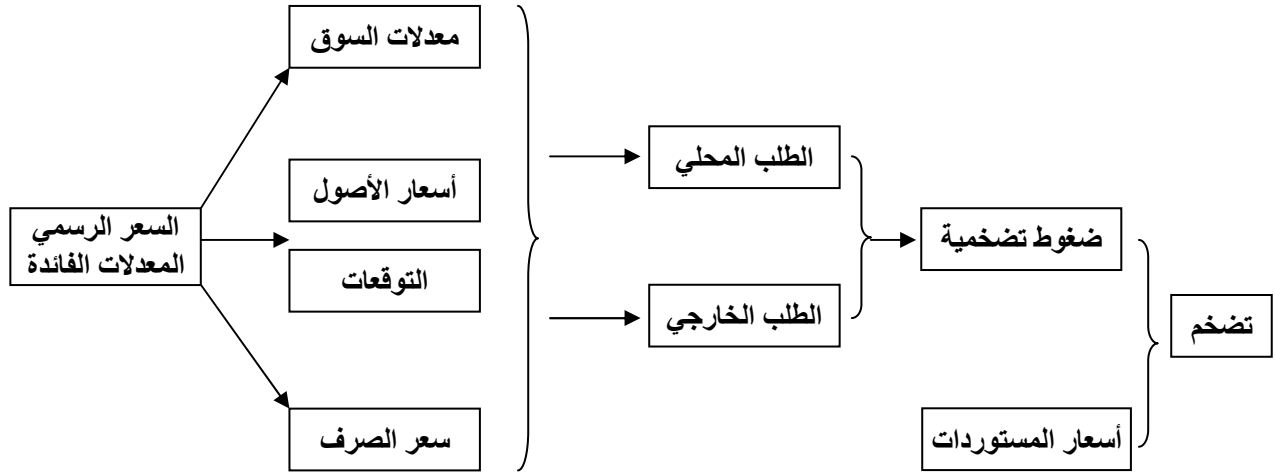 معدلات السوق
أسعار الأصول
التوقعات
سعر الصرف
السعر الرسمي
المعدلات الفائدة
الطلب المحلي
الطلب الخارجي
ضغوط تضخمية
أسعار المستوردات
تضخم